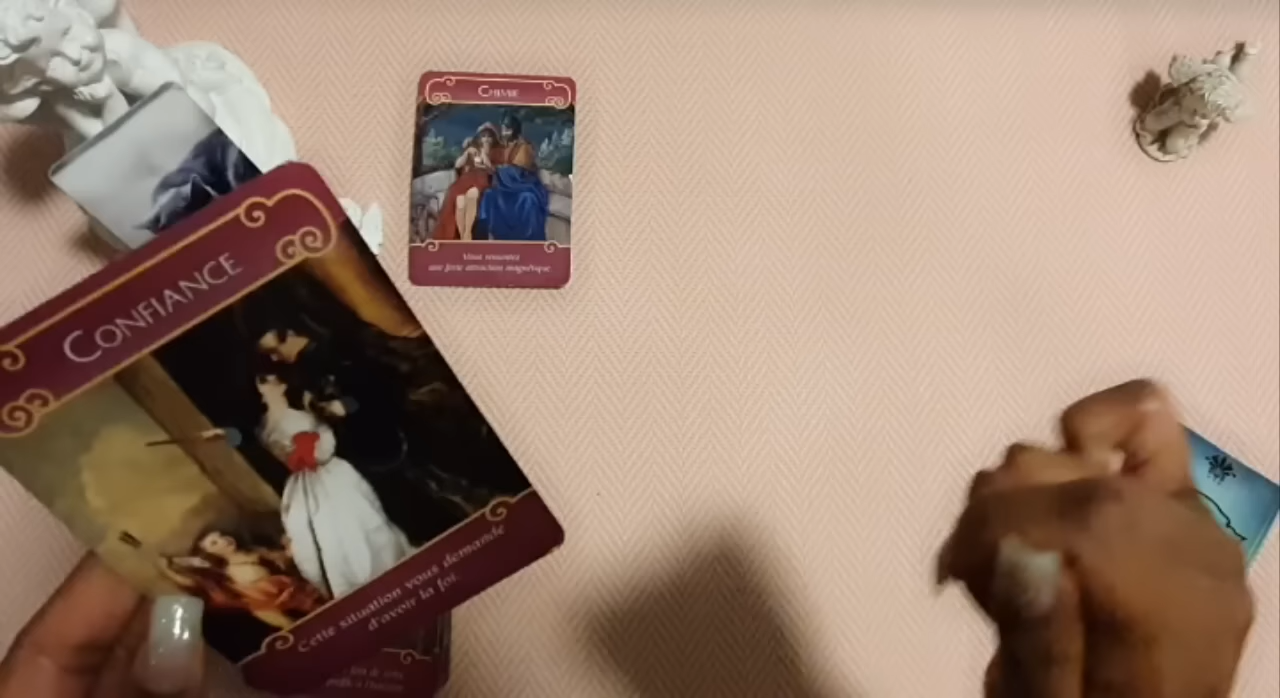 CHIMIE
Vous ressentez
une forte attraction magnétique.
CONFIANCE
Cette situation vous demande
d'avoir la foi.